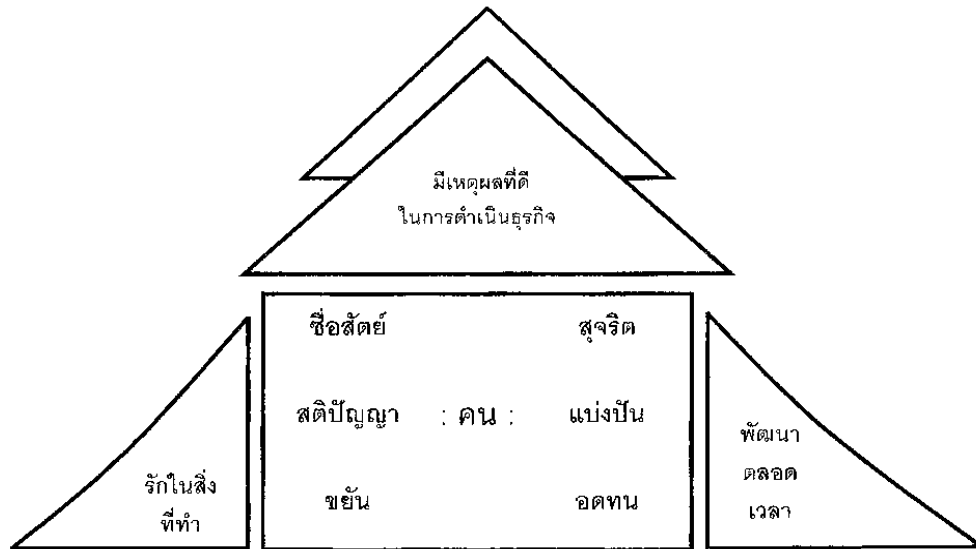 มีเหตุผลที่ดี
ในการดำเนินธุรกิจ
ซื่อสัตย์ สุจริต
สติปัญญา : คน : แบ่งปัน
ขยัน อดทน
รักในสิ่ง
ที่ทำ
พัฒนา
ตลอด
เวลา